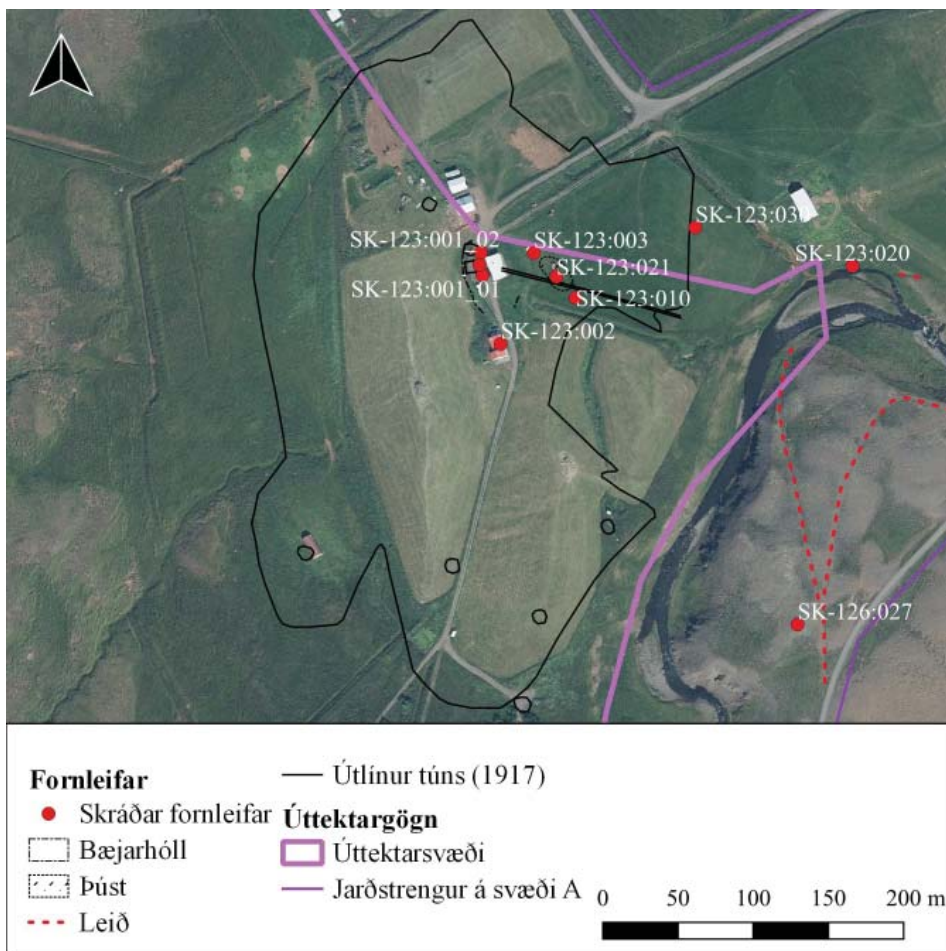 SK-123:030
SK-123:001_02
SK-123:003
SK-123:020
SK-123:021
SK-123:001_01
SK-123:010
SK-123:002
SK-126:027
Fornleifar
Skráðar fornleifar
Bæjarhóll
Þúst
Leið
Útlínur túns (1917)
Úttektargögn
Úttektarsvæði
Jarðstrengur á svæði A
0 50 100 150 200 m